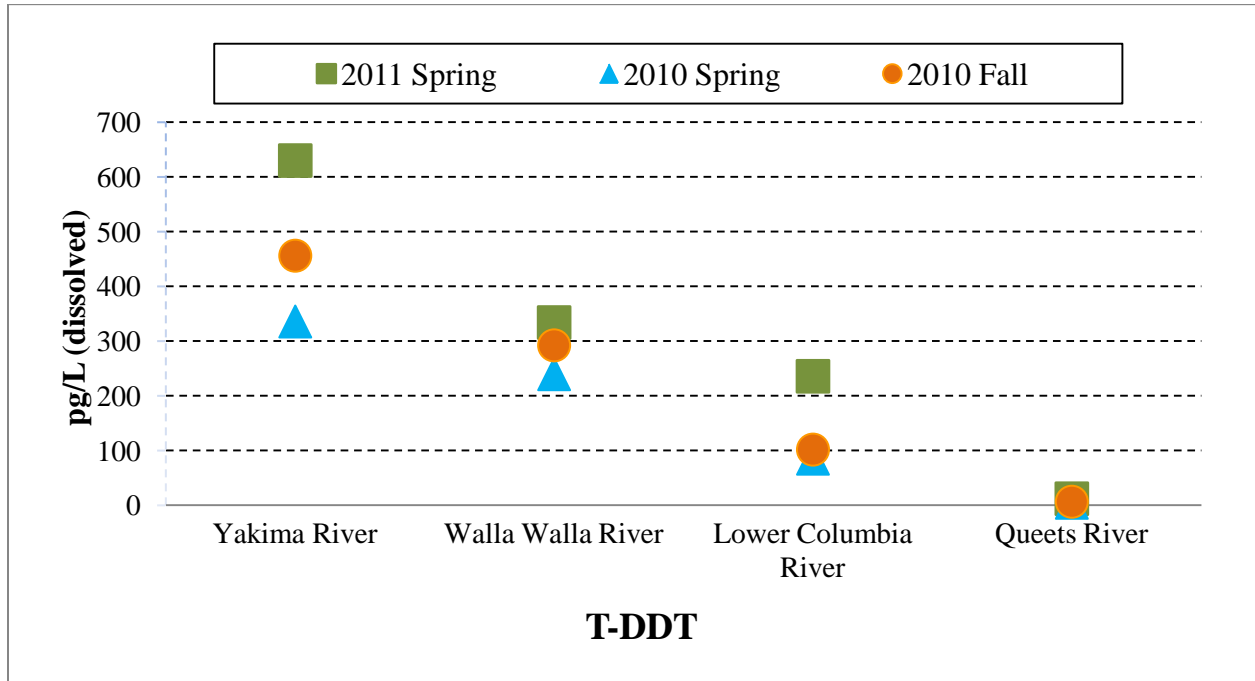 2011 Spring 2010 Spring 2010 Fall
700
600
500
400
300
200
100
0
pg/L (dissolved)
Yakima River Walla Walla River Lower Columbia Queets River
River
T-DDT